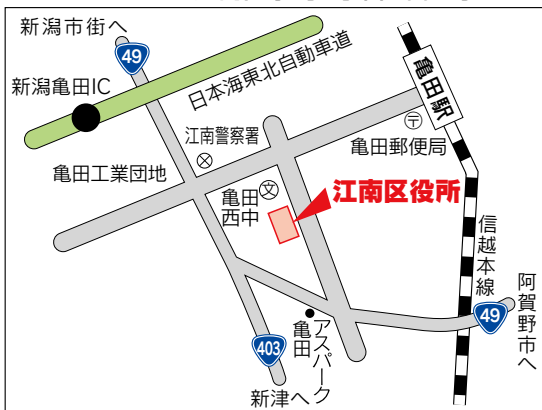 新潟市街へ
49
新潟亀田IC
日本海東北自動車道
亀田駅
江南警察署
亀田郵便局
亀田工業団地
文
亀田
西中
江南区役所
信越本線
阿賀野市へ
49
アスパーク
亀田
403
新津へ